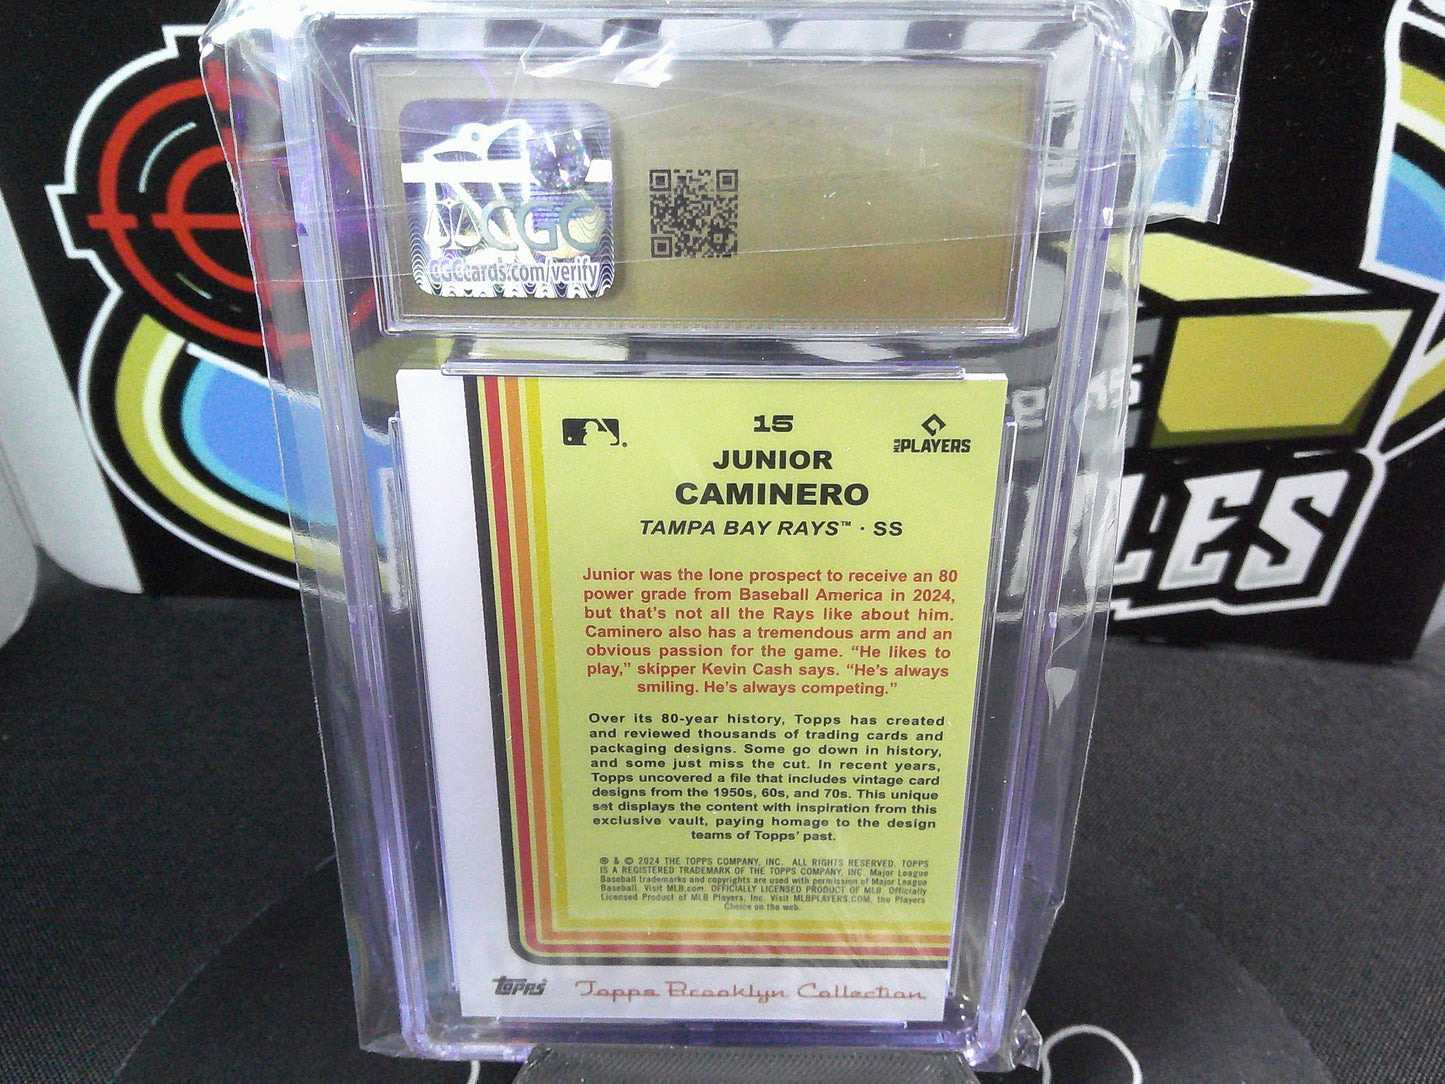 CGC
CGCcards.com/verify
15
JUNIOR
CAMINERO
TAMPA BAY RAYS™ · SS
MLB PLAYERS
Junior was the lone prospect to receive an 80
power grade from Baseball America in 2024,
but that's not all the Rays like about him.
Caminero also has a tremendous arm and an
obvious passion for the game. “He likes to
play,” skipper Kevin Cash says. “He's always
smiling. He's always competing.”
Over its 80-year history, Topps has created
and reviewed thousands of trading cards and
packaging designs. Some go down in history,
and some just miss the cut. In recent years,
Topps uncovered a file that includes vintage card
designs from the 1950s, 60s, and 70s. This unique
set displays the content with inspiration from this
exclusive vault, paying homage to the design
teams of Topps' past.
® & © 2024 THE TOPPS COMPANY, INC. ALL RIGHTS RESERVED. TOPPS
IS A REGISTERED TRADEMARK OF THE TOPPS COMPANY, INC. Major League
Baseball trademarks and copyrights are used with permission of Major League
Baseball. Visit MLB.com. OFFICIALLY LICENSED PRODUCT OF MLB. Officially
Licensed Product of MLB Players, Inc. Visit MLBPLAYERS.COM, the Players
Choice on the web.
Topps Topps Brooklyn Collection